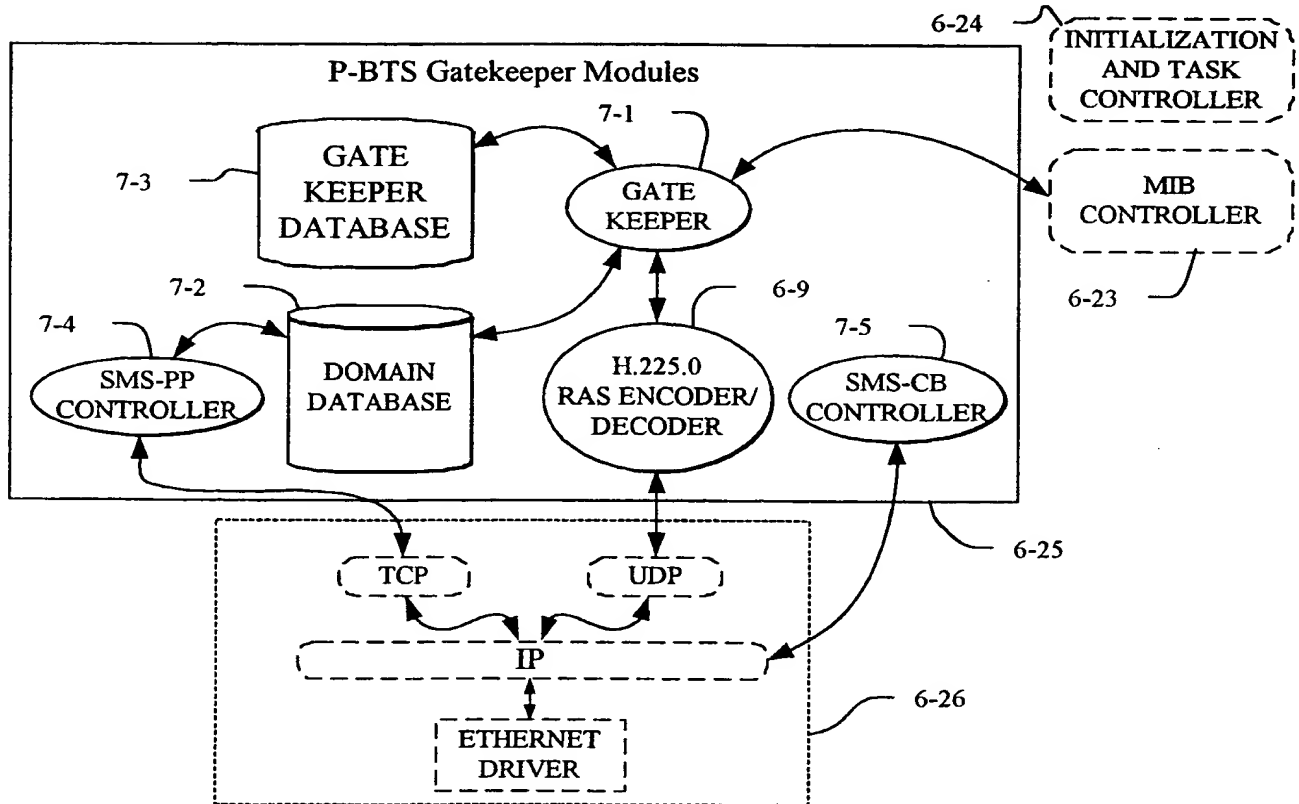 6-24
INITIALIZATION
AND TASK
CONTROLLER
P-BTS Gatekeeper Modules
7-1
7-3
GATE
KEEPER
DATABASE
GATE
KEEPER
MIB
CONTROLLER
6-23
7-2
6-9
7-4
7-5
SMS-PP
CONTROLLER
DOMAIN
DATABASE
H.225.0
RAS ENCODER/
DECODER
SMS-CB
CONTROLLER
6-25
TCP
UDP
IP
6-26
ETHERNET
DRIVER